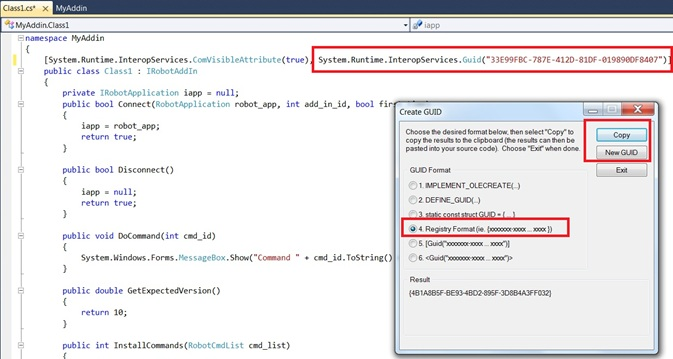 Class1.cs* × MyAddin
MyAddin.Class1 iapp
namespace MyAddin
{
[System.Runtime.InteropServices.ComVisibleAttribute(true), System.Runtime.InteropServices.Guid("33E99FBC-787E-412D-81DF-019890DF8407")]
public class Class1 : IRobotAddIn
{
private IRobotApplication iapp = null;
public bool Connect(RobotApplication robot_app, int add_in_id, bool
{
iapp = robot_app;
return true;
}
public bool Disconnect()
{
iapp = null;
return true;
}
public void DoCommand(int cmd_id)
{
System.Windows.Forms.MessageBox.Show("Command " + cmd_id.ToString()
}
public double GetExpectedVersion()
{
return 10;
}
public int InstallCommands(RobotCmdList cmd_list)
{
Create GUID
Choose the desired format below, then select "Copy" to
copy the results to the clipboard (the results can then be
pasted into your source code). Choose "Exit" when done.
Copy
New GUID
Exit
GUID Format
1. IMPLEMENT_OLECREATE(...)
2. DEFINE_GUID(...)
3. static const struct GUID = { ... }
4. Registry Format (ie. {xxxxxxxx-xxxx ... xxxx })
5. [Guid("xxxxxxxx-xxxx ... xxxx")]
6. <Guid("xxxxxxxx-xxxx ... xxxx")>
Result
{4B1A8B5F-BE93-4BD2-895F-3D8B4A3FF032}